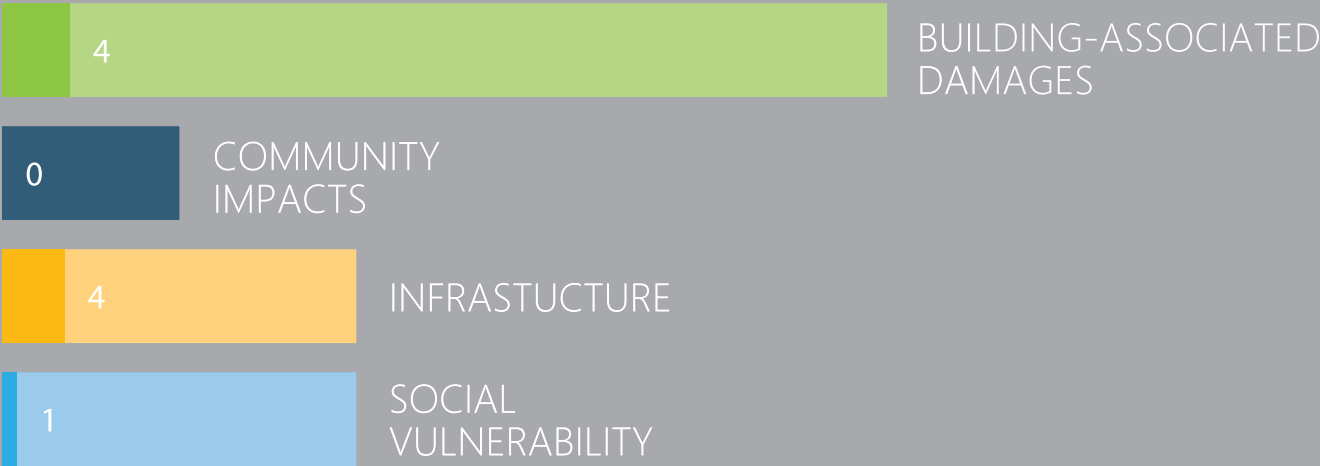 4
BUILDING-ASSOCIATED
DAMAGES
0
COMMUNITY
IMPACTS
4
INFRASTUCTURE
1
SOCIAL
VULNERABILITY